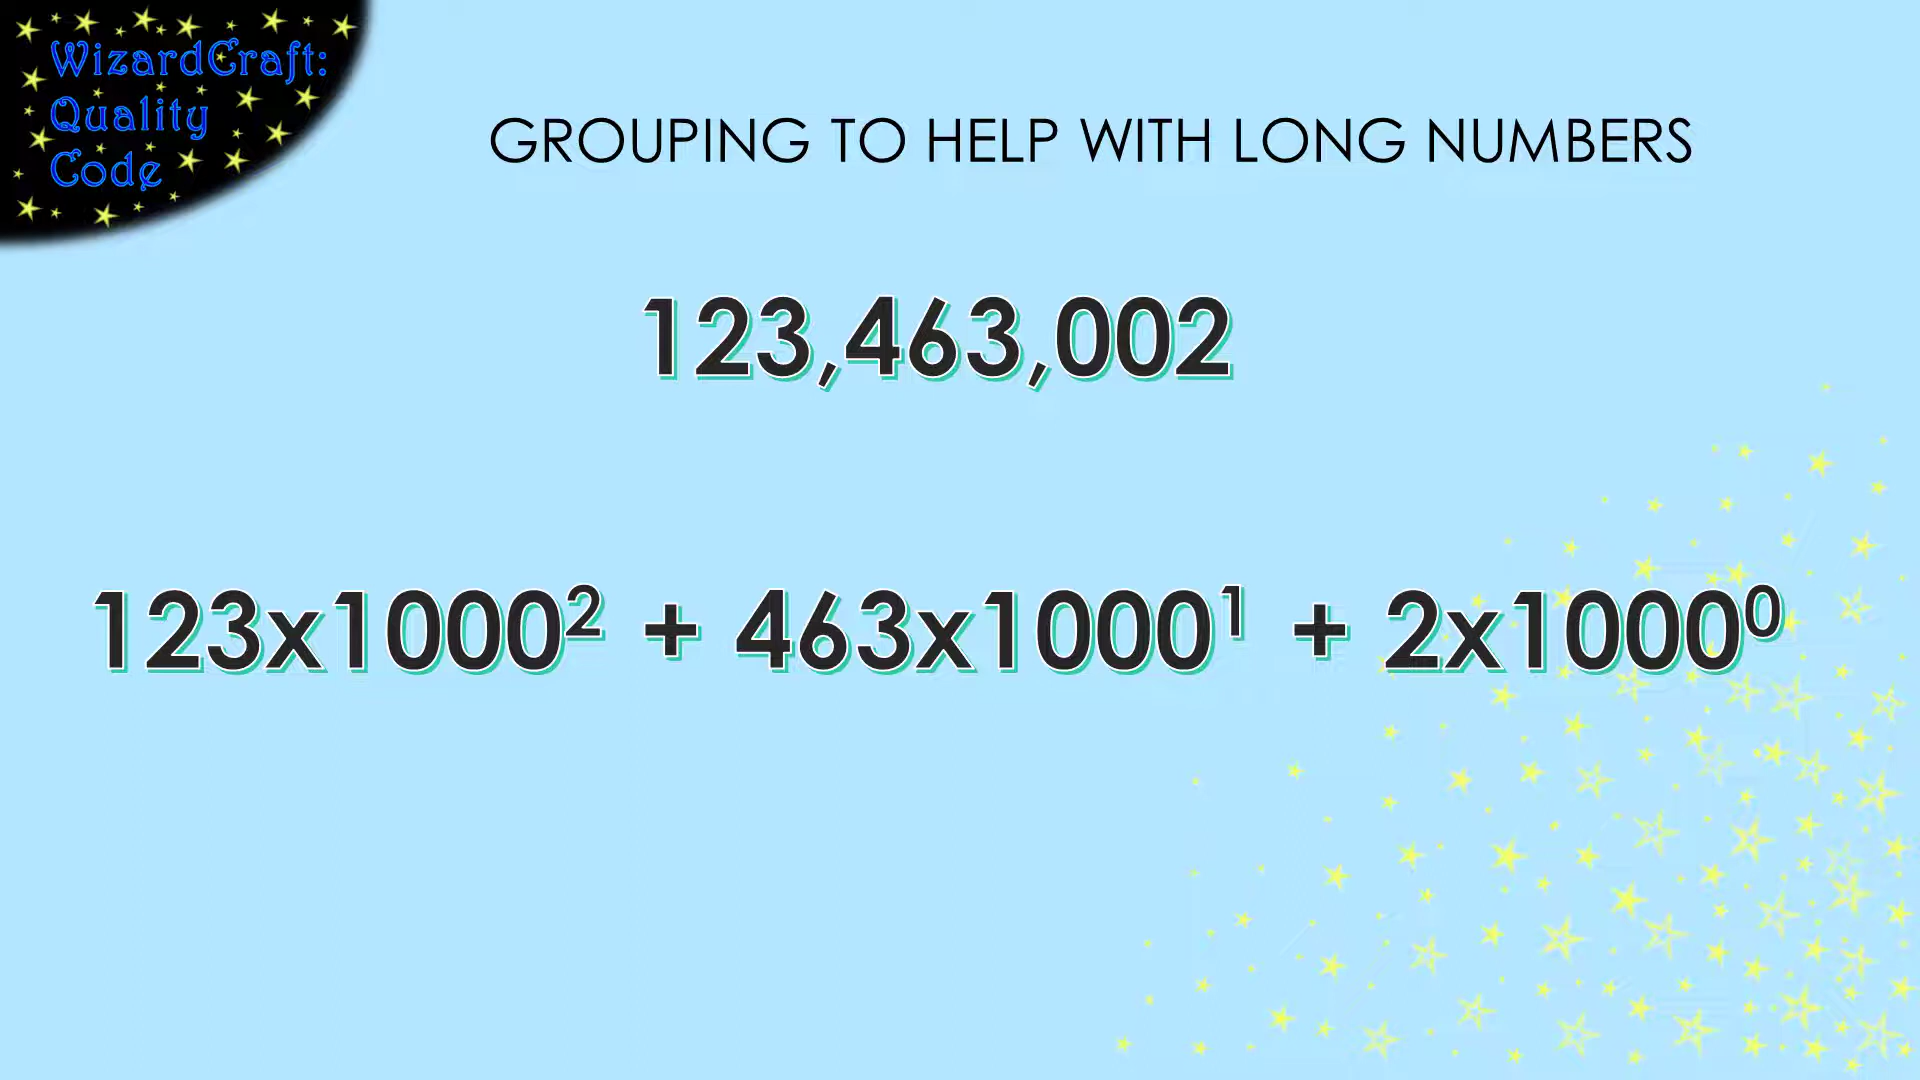 WizardCraft:
Quality
Code
GROUPING TO HELP WITH LONG NUMBERS
123,463,002
123x1000² + 463x1000¹ + 2x1000⁰